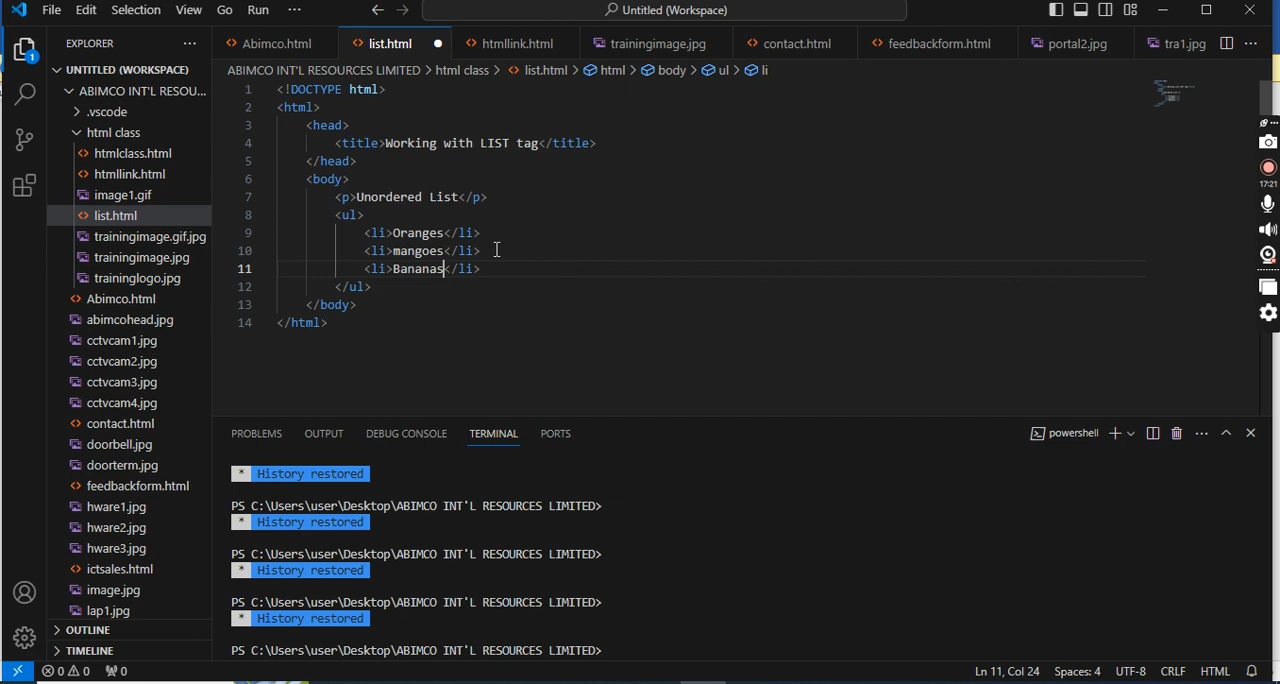 File Edit Selection View Go Run ··· Untitled (Workspace)
EXPLORER ···
Abimco.html list.html htmllink.html trainingimage.jpg contact.html feedbackform.html portal2.jpg tra1.jpg ···
ABIMCO INT'L RESOURCES LIMITED > html class > list.html > html > body > ul > li
UNTITLED (WORKSPACE)
ABIMCO INT'L RESOU...
.vscode
html class
htmlclass.html
htmllink.html
image1.gif
list.html
trainingimage.gif.jpg
trainingimage.jpg
traininglogo.jpg
Abimco.html
abimcohead.jpg
cctvcam1.jpg
cctvcam2.jpg
cctvcam3.jpg
cctvcam4.jpg
contact.html
doorbell.jpg
doorterm.jpg
feedbackform.html
hware1.jpg
hware2.jpg
hware3.jpg
ictsales.html
image.jpg
lap1.jpg
OUTLINE
TIMELINE
1
1 <!DOCTYPE html>
2 <html>
3 <head>
4 <title>Working with LIST tag</title>
5 </head>
6 <body>
7 <p>Unordered List</p>
8 <ul>
9 <li>Oranges</li>
10 <li>mangoes</li>
11 <li>Bananas</li>
12 </ul>
13 </body>
14 </html>
17:21
PROBLEMS OUTPUT DEBUG CONSOLE TERMINAL PORTS powershell
* History restored
PS C:\Users\user\Desktop\ABIMCO INT'L RESOURCES LIMITED>
* History restored
PS C:\Users\user\Desktop\ABIMCO INT'L RESOURCES LIMITED>
* History restored
PS C:\Users\user\Desktop\ABIMCO INT'L RESOURCES LIMITED>
* History restored
PS C:\Users\user\Desktop\ABIMCO INT'L RESOURCES LIMITED>
0 0 0 Ln 11, Col 24 Spaces: 4 UTF-8 CRLF HTML